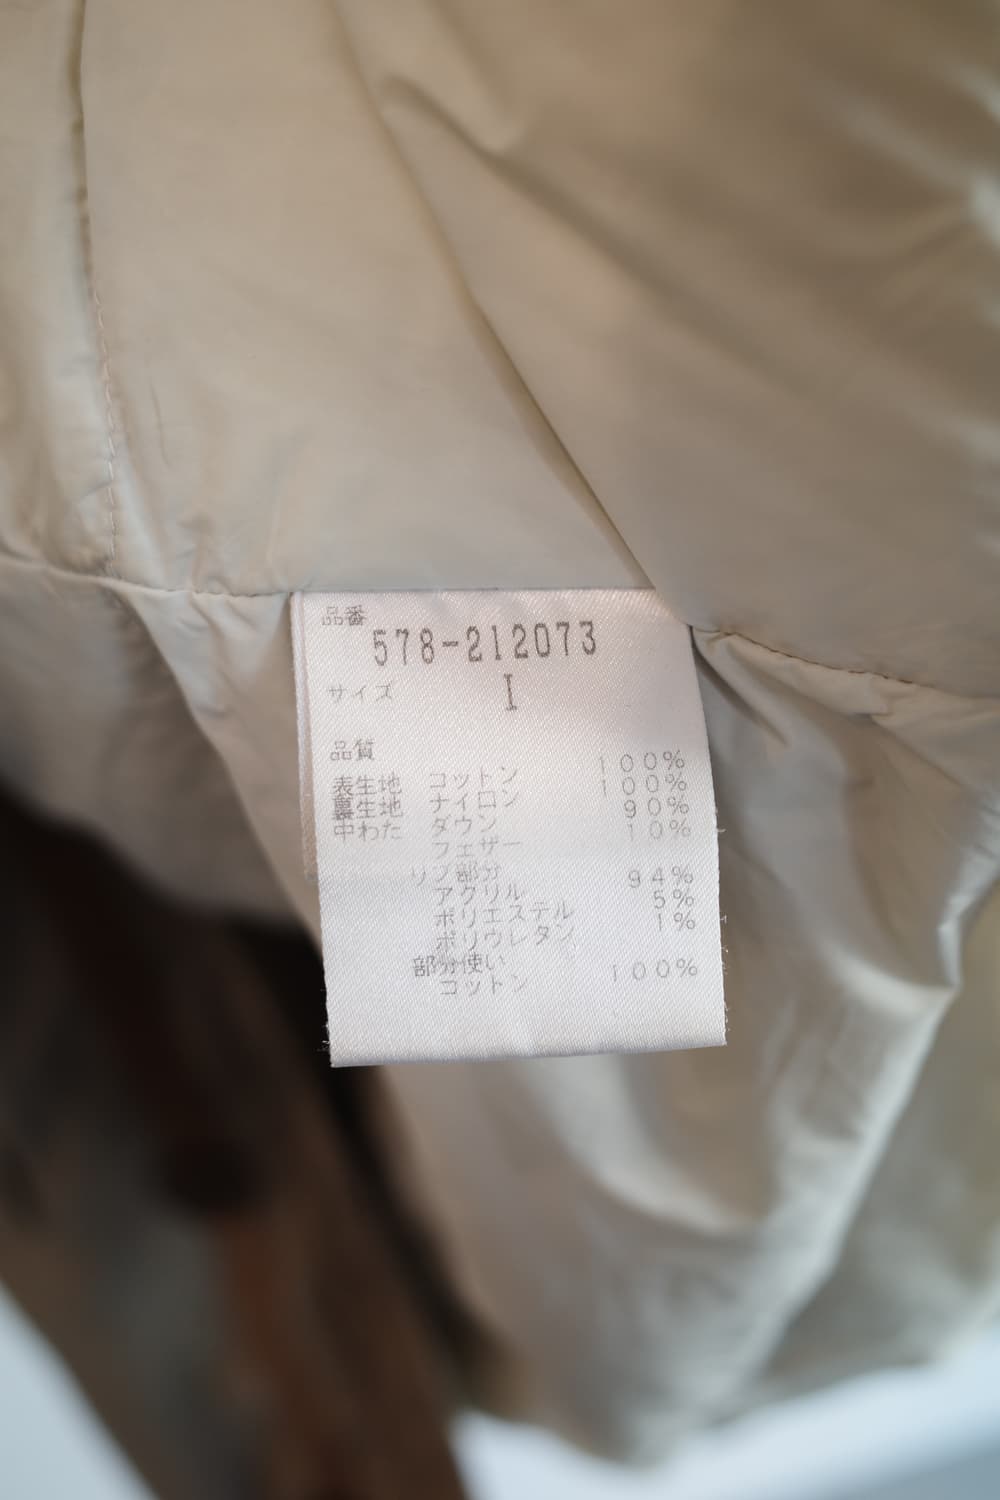 品番
578-212073
サイズ 1
品質
表生地 コットン 100%
裏生地 ナイロン 100%
中わた ダウン 90%
フェザー 10%
リブ部分
アクリル 94%
ポリエステル 5%
ポリウレタン 1%
部分使い
コットン 100%